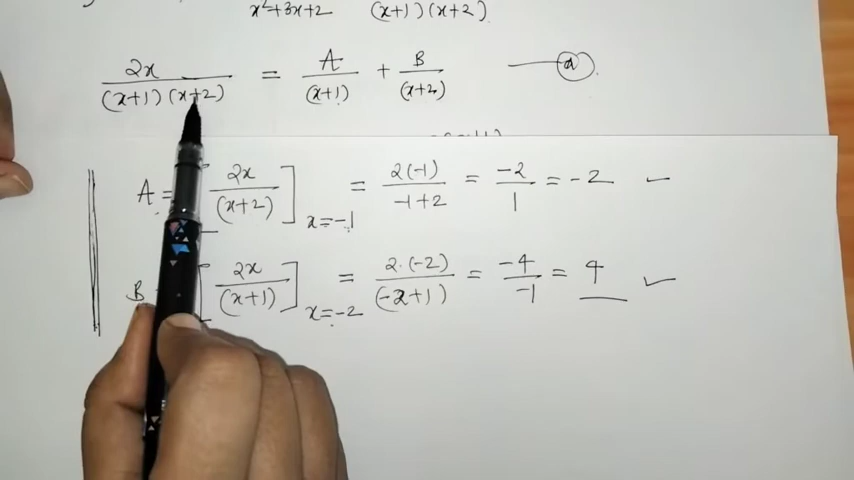 x²+3x+2 (x+1)(x+2)
2x/(x+1)(x+2) = A/(x+1) + B/(x+2) — a
A = [2x/(x+2)] x=-1 = 2(-1)/-1+2 = -2/1 = -2 ✓
B [2x/(x+1)] x=-2 = 2.(-2)/(-2+1) = -4/-1 = 4 ✓